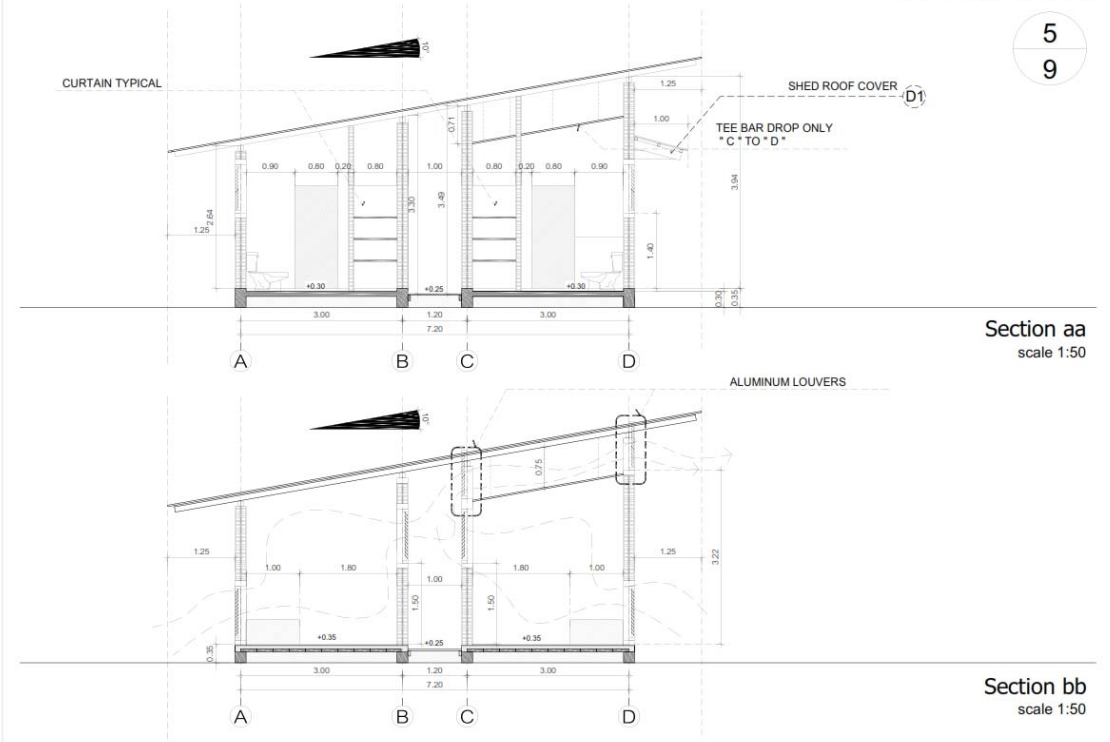 5
9
10°
CURTAIN TYPICAL
1.25
SHED ROOF COVER
D1
1.00
TEE BAR DROP ONLY
" C " TO " D "
0.71
0.90 0.80 0.20 0.80 1.00 0.80 0.20 0.80 0.90
2.64
3.30
3.49
3.94
1.25
1.40
+0.30 +0.25 +0.30
0.30
0.35
3.00 1.20 3.00
7.20
A B C D
Section aa
scale 1:50
ALUMINUM LOUVERS
10°
0.75
1.25 1.25
3.22
1.00 1.80 1.00 1.80 1.00
1.50 1.50
+0.35 +0.25 +0.35
0.35
3.00 1.20 3.00
7.20
A B C D
Section bb
scale 1:50